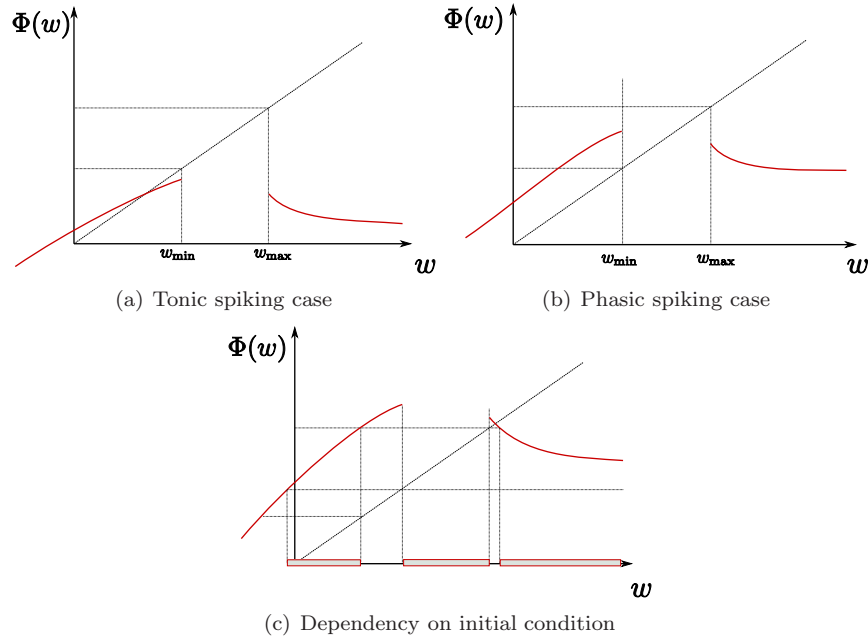 Φ(w)
w_min
w_max
w
(a) Tonic spiking case
Φ(w)
w_min
w_max
w
(b) Phasic spiking case
Φ(w)
w
(c) Dependency on initial condition